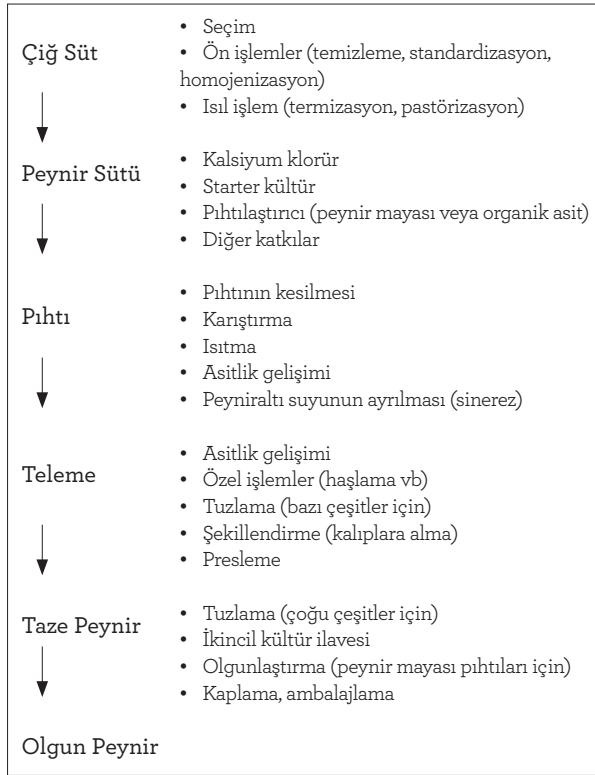 Çiğ Süt
• Seçim
• Ön işlemler (temizleme, standardizasyon,
homojenizasyon)
• Isıl işlem (termizasyon, pastörizasyon)
Peynir Sütü
• Kalsiyum klorür
• Starter kültür
• Pıhtılaştırıcı (peynir mayası veya organik asit)
• Diğer katkılar
Pıhtı
• Pıhtının kesilmesi
• Karıştırma
• Isıtma
• Asitlik gelişimi
• Peyniraltı suyunun ayrılması (sinerez)
Teleme
• Asitlik gelişimi
• Özel işlemler (haşlama vb)
• Tuzlama (bazı çeşitler için)
• Şekillendirme (kalıplara alma)
• Presleme
Taze Peynir
• Tuzlama (çoğu çeşitler için)
• İkincil kültür ilavesi
• Olgunlaştırma (peynir mayası pıhtıları için)
• Kaplama, ambalajlama
Olgun Peynir